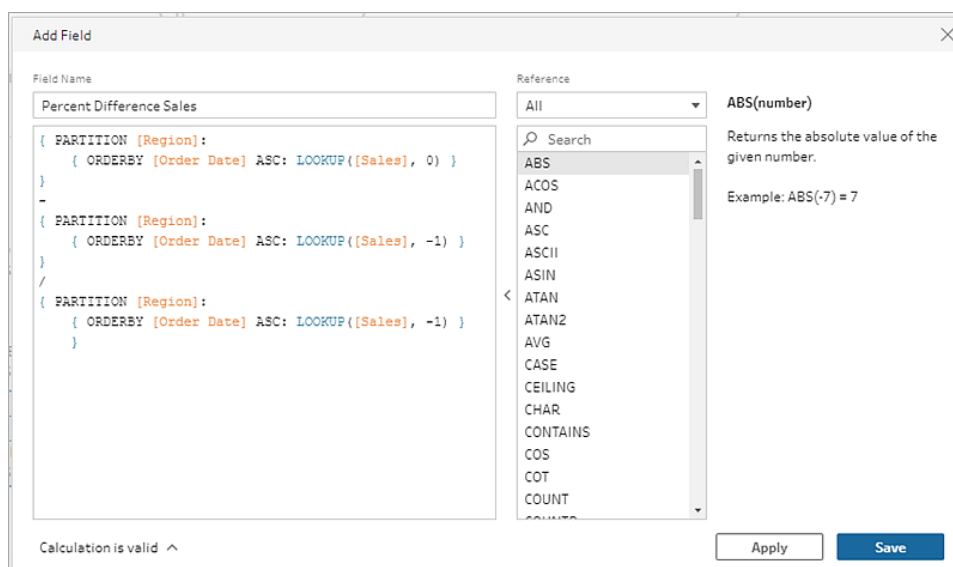 Add Field
Field Name
Percent Difference Sales
{ PARTITION [Region]:
{ ORDERBY [Order Date] ASC: LOOKUP([Sales], 0) }
}
-
{ PARTITION [Region]:
{ ORDERBY [Order Date] ASC: LOOKUP([Sales], -1) }
}
/
{ PARTITION [Region]:
{ ORDERBY [Order Date] ASC: LOOKUP([Sales], -1) }
}
Reference
All
Search
ABS
ACOS
AND
ASC
ASCII
ASIN
ATAN
ATAN2
AVG
CASE
CEILING
CHAR
CONTAINS
COS
COT
COUNT
ABS(number)
Returns the absolute value of the
given number.
Example: ABS(-7) = 7
Calculation is valid
Apply
Save